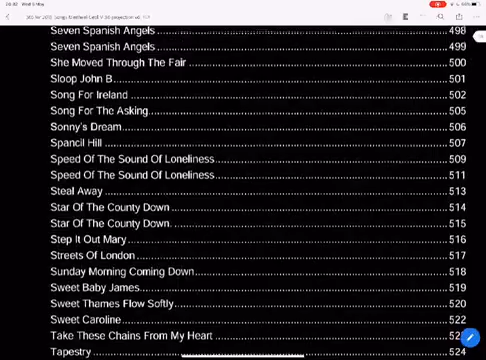 Seven Spanish Angels 498
Seven Spanish Angels 499
She Moved Through The Fair 500
Sloop John B. 501
Song For Ireland 502
Song For The Asking 505
Sonny's Dream 506
Spancil Hill 507
Speed Of The Sound Of Loneliness 509
Speed Of The Sound Of Loneliness 511
Steal Away 513
Star Of The County Down 514
Star Of The County Down 515
Step It Out Mary 516
Streets Of London 517
Sunday Morning Coming Down 518
Sweet Baby James 519
Sweet Thames Flow Softly 520
Sweet Caroline 522
Take These Chains From My Heart
Tapestry 524